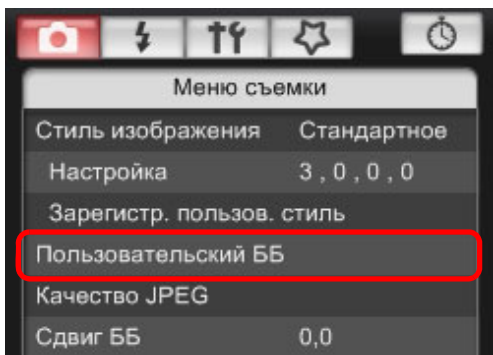 Меню съемки
Стиль изображения Стандартное
Настройка 3 , 0 , 0 , 0
Зарегистр. пользов. стиль
Пользовательский ББ
Качество JPEG
Сдвиг ББ 0,0